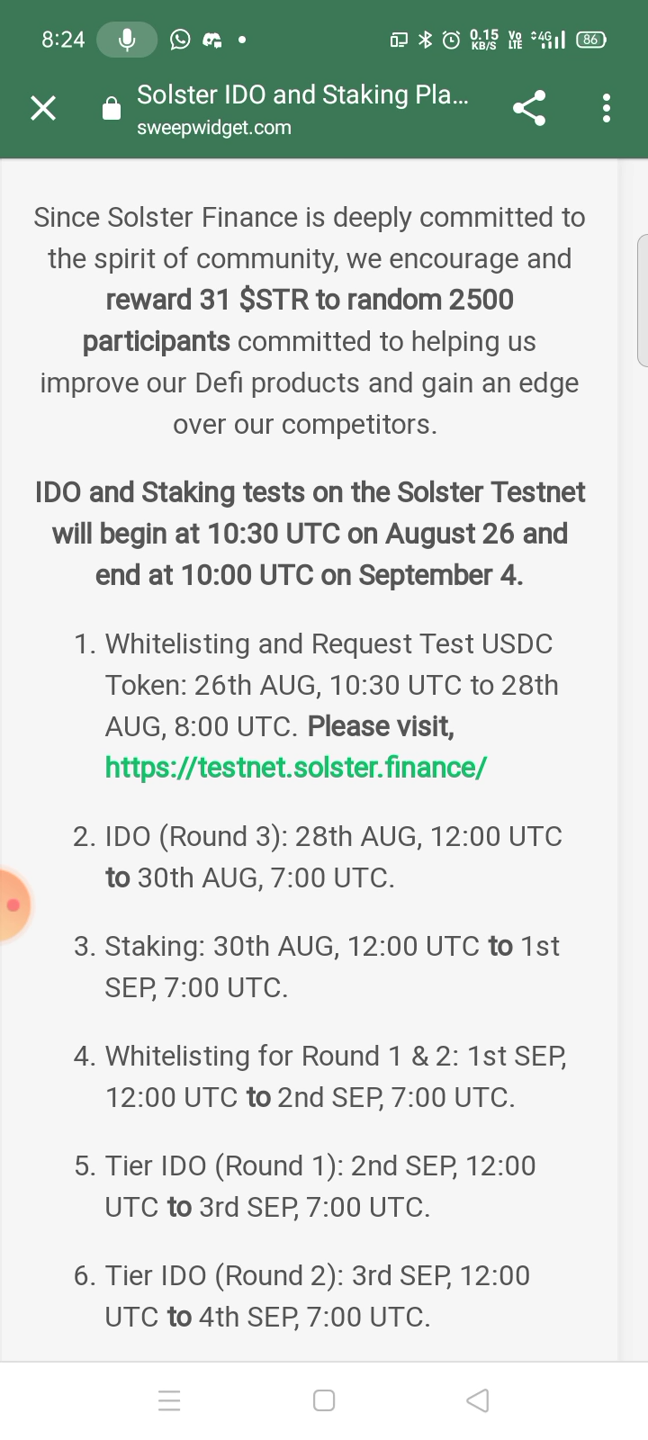 8:24 0.15 KB/S Vo LTE 4G 86
Solster IDO and Staking Pla...
sweepwidget.com
Since Solster Finance is deeply committed to
the spirit of community, we encourage and
reward 31 $STR to random 2500
participants committed to helping us
improve our Defi products and gain an edge
over our competitors.
IDO and Staking tests on the Solster Testnet
will begin at 10:30 UTC on August 26 and
end at 10:00 UTC on September 4.
1. Whitelisting and Request Test USDC
Token: 26th AUG, 10:30 UTC to 28th
AUG, 8:00 UTC. Please visit,
https://testnet.solster.finance/
2. IDO (Round 3): 28th AUG, 12:00 UTC
to 30th AUG, 7:00 UTC.
3. Staking: 30th AUG, 12:00 UTC to 1st
SEP, 7:00 UTC.
4. Whitelisting for Round 1 & 2: 1st SEP,
12:00 UTC to 2nd SEP, 7:00 UTC.
5. Tier IDO (Round 1): 2nd SEP, 12:00
UTC to 3rd SEP, 7:00 UTC.
6. Tier IDO (Round 2): 3rd SEP, 12:00
UTC to 4th SEP, 7:00 UTC.